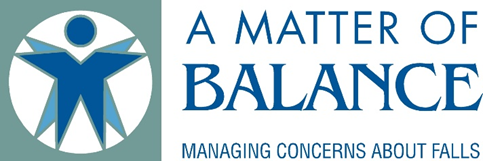 A MATTER OF
BALANCE
MANAGING CONCERNS ABOUT FALLS